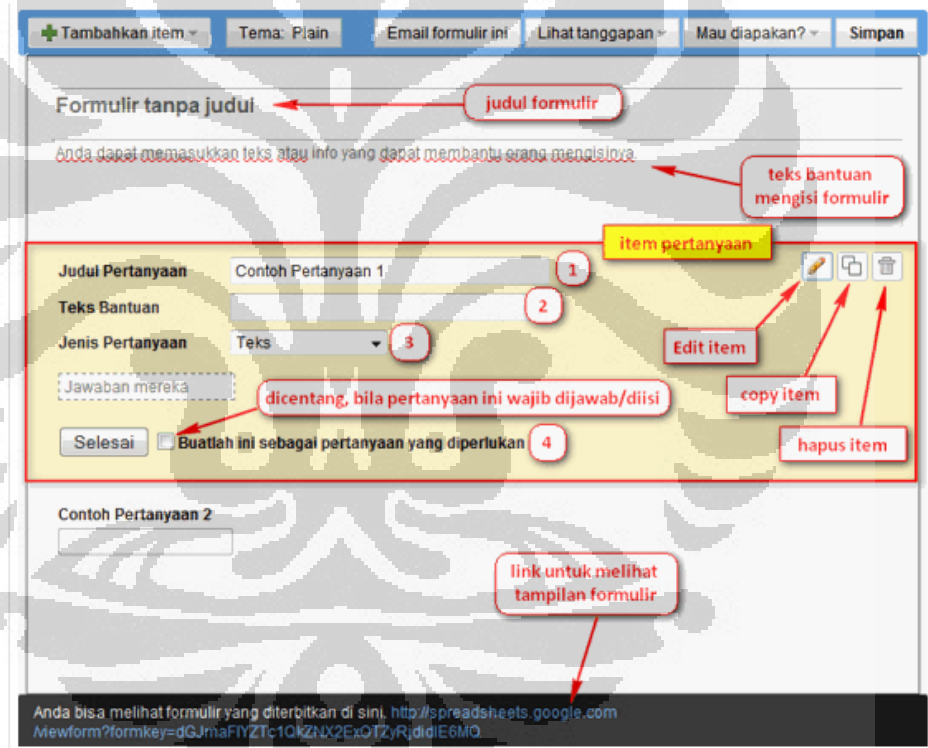 Tambahkan item Tema: Plain Email formulir ini Lihat tanggapan Mau diapakan? Simpan
Formulir tanpa judul
judul formulir
Anda dapat memasukkan teks atau info yang dapat membantu orang mengisinya.
teks bantuan
mengisi formulir
item pertanyaan
Judul Pertanyaan Contoh Pertanyaan 1 1
Teks Bantuan 2
Jenis Pertanyaan Teks 3
Edit item
Jawaban mereka
dicentang, bila pertanyaan ini wajib dijawab/diisi
copy item
Selesai Buatlah ini sebagai pertanyaan yang diperlukan 4
hapus item
Contoh Pertanyaan 2
link untuk melihat
tampilan formulir
Anda bisa melihat formulir yang diterbitkan di sini. http://spreadsheets.google.com